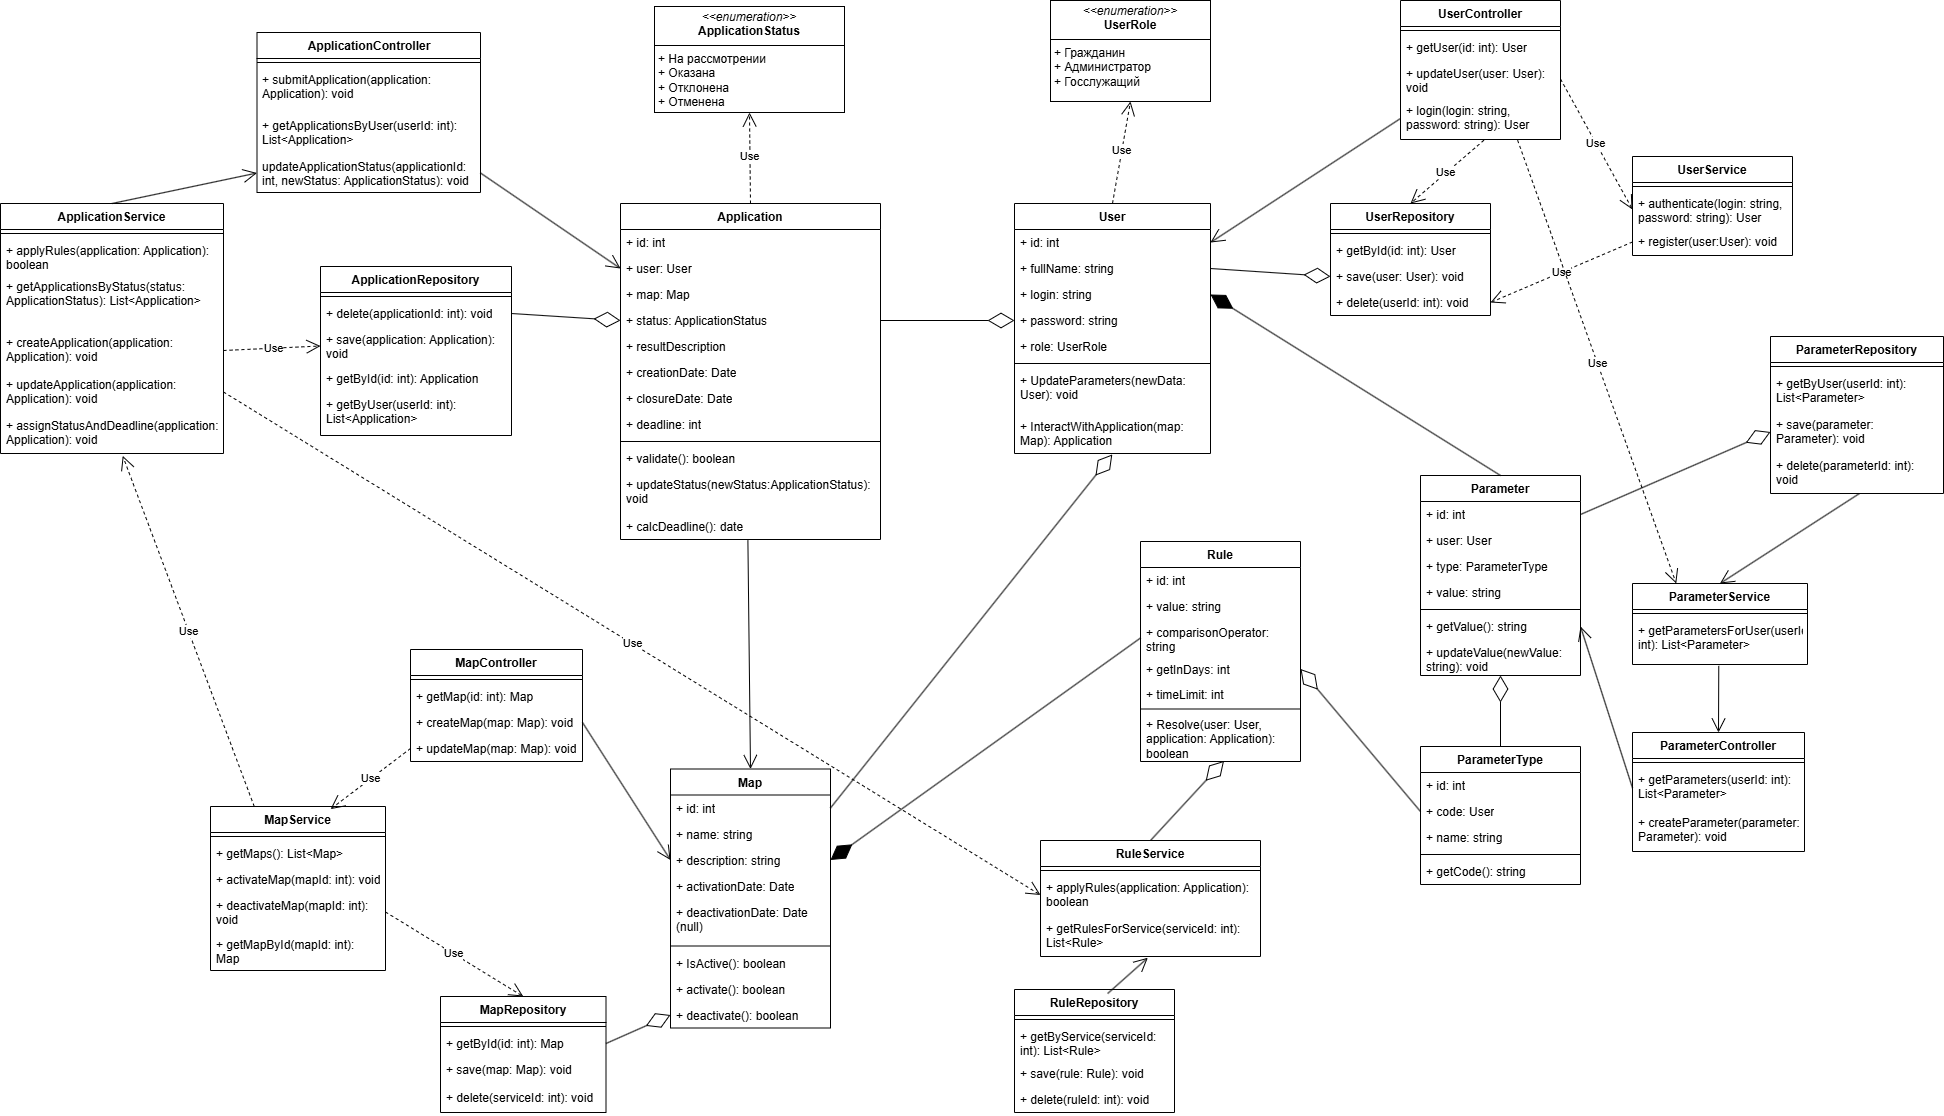 <<enumeration>>
ApplicationStatus
+ На рассмотрении
+ Оказана
+ Отклонена
+ Отменена
<<enumeration>>
UserRole
+ Гражданин
+ Администратор
+ Госслужащий
UserController
+ getUser(id: int): User
+ updateUser(user: User):
void
+ login(login: string,
password: string): User
ApplicationController
+ submitApplication(application:
Application): void
+ getApplicationsByUser(userId: int):
List<Application>
updateApplicationStatus(applicationId:
int, newStatus: ApplicationStatus): void
Use
Use
Use
Use
UserService
+ authenticate(login: string,
password: string): User
+ register(user:User): void
ApplicationService
+ applyRules(application: Application):
boolean
+ getApplicationsByStatus(status:
ApplicationStatus): List<Application>
+ createApplication(application:
Application): void
+ updateApplication(application:
Application): void
+ assignStatusAndDeadline(application:
Application): void
ApplicationRepository
+ delete(applicationId: int): void
+ save(application: Application):
void
+ getById(id: int): Application
+ getByUser(userId: int):
List<Application>
Use
Application
+ id: int
+ user: User
+ map: Map
+ status: ApplicationStatus
+ resultDescription
+ creationDate: Date
+ closureDate: Date
+ deadline: int
+ validate(): boolean
+ updateStatus(newStatus:ApplicationStatus):
void
+ calcDeadline(): date
User
+ id: int
+ fullName: string
+ login: string
+ password: string
+ role: UserRole
+ UpdateParameters(newData:
User): void
+ InteractWithApplication(map:
Map): Application
UserRepository
+ getById(id: int): User
+ save(user: User): void
+ delete(userId: int): void
Use
Use
ParameterRepository
+ getByUser(userId: int):
List<Parameter>
+ save(parameter:
Parameter): void
+ delete(parameterId: int):
void
Parameter
+ id: int
+ user: User
+ type: ParameterType
+ value: string
+ getValue(): string
+ updateValue(newValue:
string): void
Rule
+ id: int
+ value: string
+ comparisonOperator:
string
+ getInDays: int
+ timeLimit: int
+ Resolve(user: User,
application: Application):
boolean
ParameterService
+ getParametersForUser(userI
int): List<Parameter>
Use
Use
MapController
+ getMap(id: int): Map
+ createMap(map: Map): void
+ updateMap(map: Map): void
Use
ParameterController
+ getParameters(userId: int):
List<Parameter>
+ createParameter(parameter:
Parameter): void
ParameterType
+ id: int
+ code: User
+ name: string
+ getCode(): string
Map
+ id: int
+ name: string
+ description: string
+ activationDate: Date
+ deactivationDate: Date
(null)
+ IsActive(): boolean
+ activate(): boolean
+ deactivate(): boolean
MapService
+ getMaps(): List<Map>
+ activateMap(mapId: int): void
+ deactivateMap(mapId: int):
void
+ getMapById(mapId: int):
Map
Use
RuleService
+ applyRules(application: Application):
boolean
+ getRulesForService(serviceId: int):
List<Rule>
MapRepository
+ getById(id: int): Map
+ save(map: Map): void
+ delete(serviceId: int): void
RuleRepository
+ getByService(serviceId:
int): List<Rule>
+ save(rule: Rule): void
+ delete(ruleId: int): void